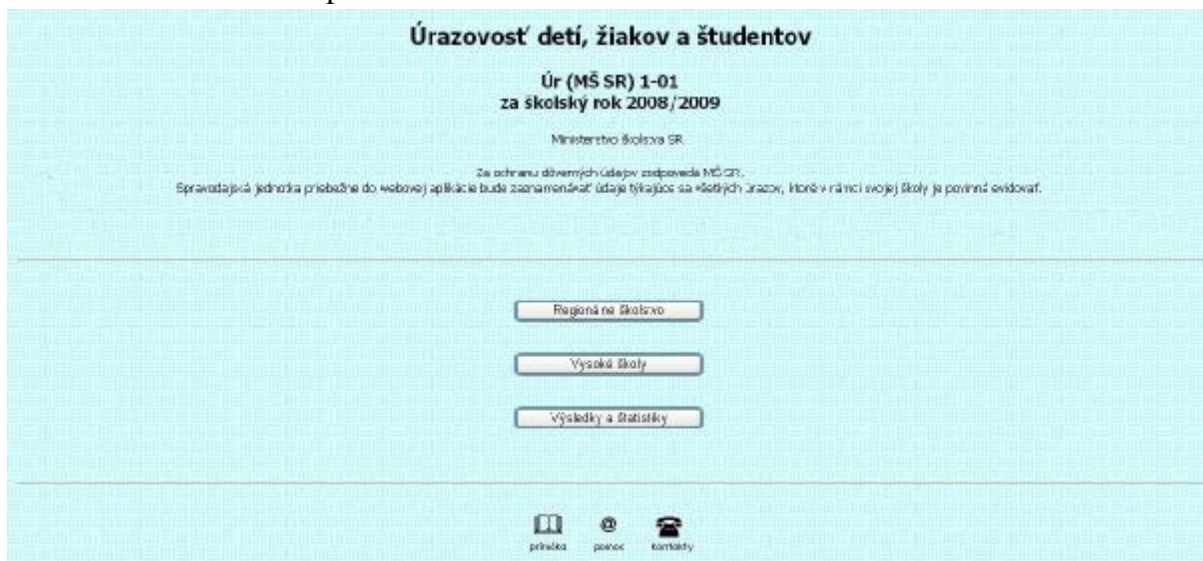 Úrazovosť detí, žiakov a študentov
Úr (MŠ SR) 1-01
za školský rok 2008/2009
Ministerstvo školstva SR
Za ochranu dôverných údajov zodpovedá MŠ SR.
Spravodajská jednotka priebežne do webovej aplikácie bude zaznamenávať údaje týkajúce sa všetkých úrazov, ktoré v rámci svojej školy je povinná evidovať.
Regionálne školstvo
Vysoké školy
Výsledky a štatistiky
príručka pomoc kontakty